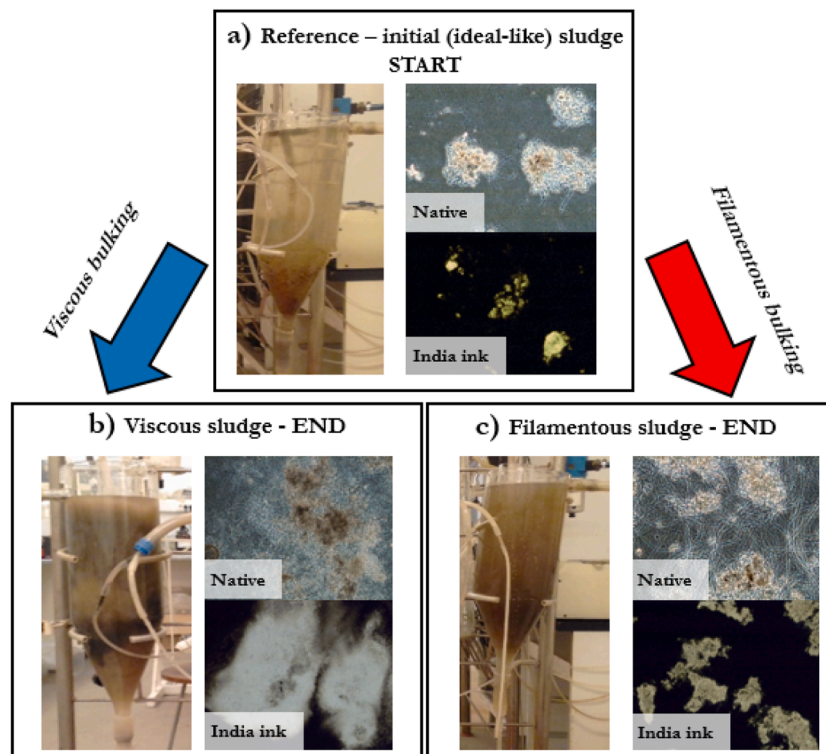 a) Reference – initial (ideal-like) sludge
START
Native
India ink
Viscous bulking
Filamentous bulking
b) Viscous sludge - END
Native
India ink
c) Filamentous sludge - END
Native
India ink